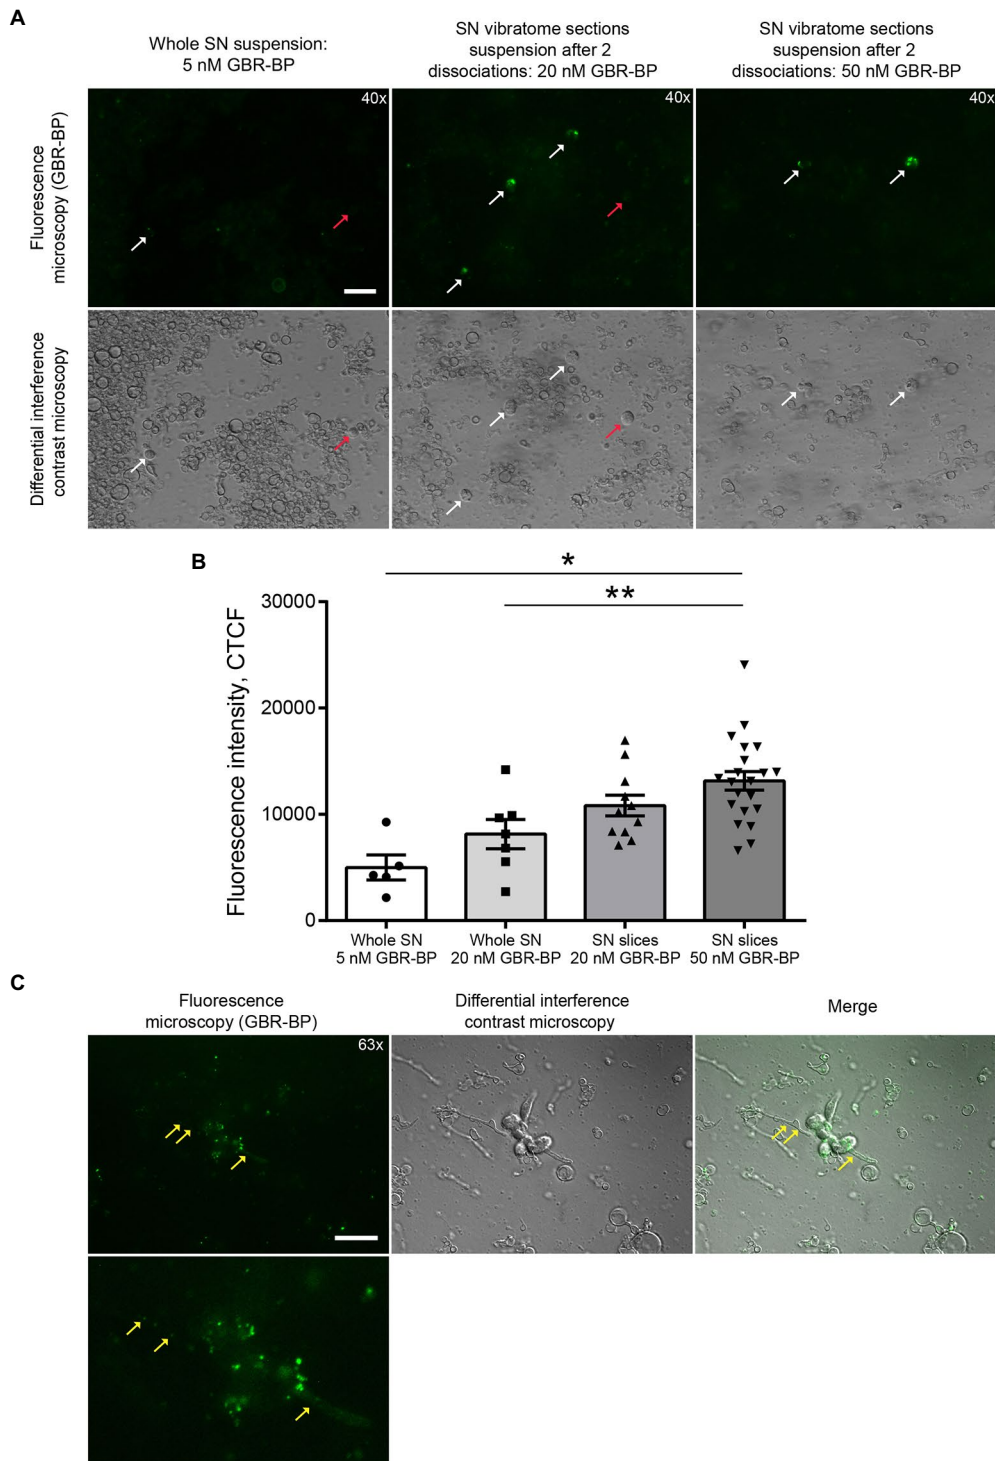 A
Whole SN suspension:
5 nM GBR-BP
SN vibratome sections
suspension after 2
dissociations: 20 nM GBR-BP
SN vibratome sections
suspension after 2
dissociations: 50 nM GBR-BP
Fluorescence
microscopy (GBR-BP)
40x
40x
40x
Differential interference
contrast microscopy
B
*
**
Fluorescence intensity, CTCF
30000
20000
10000
0
Whole SN
5 nM GBR-BP
Whole SN
20 nM GBR-BP
SN slices
20 nM GBR-BP
SN slices
50 nM GBR-BP
C
Fluorescence
microscopy (GBR-BP)
Differential interference
contrast microscopy
Merge
63x